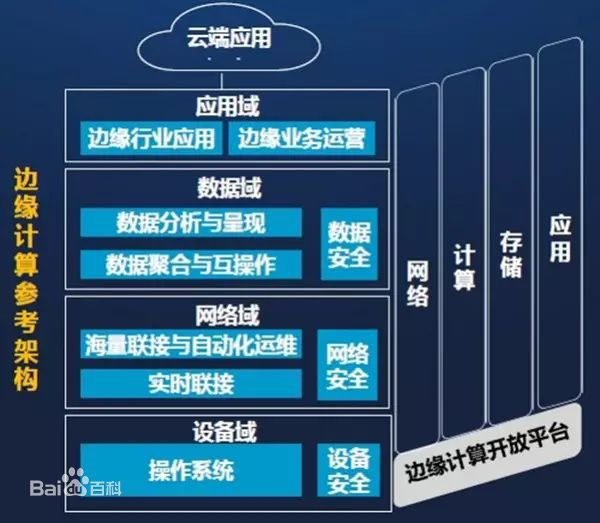 云端应用
应用域
边缘行业应用
边缘业务运营
数据域
数据分析与呈现
数据聚合与互操作
数据
安全
网络域
海量联接与自动化运维
实时联接
网络
安全
设备域
操作系统
设备
安全
边缘计算参考架构
网络
计算
存储
应用
边缘计算开放平台
Bai du 百科